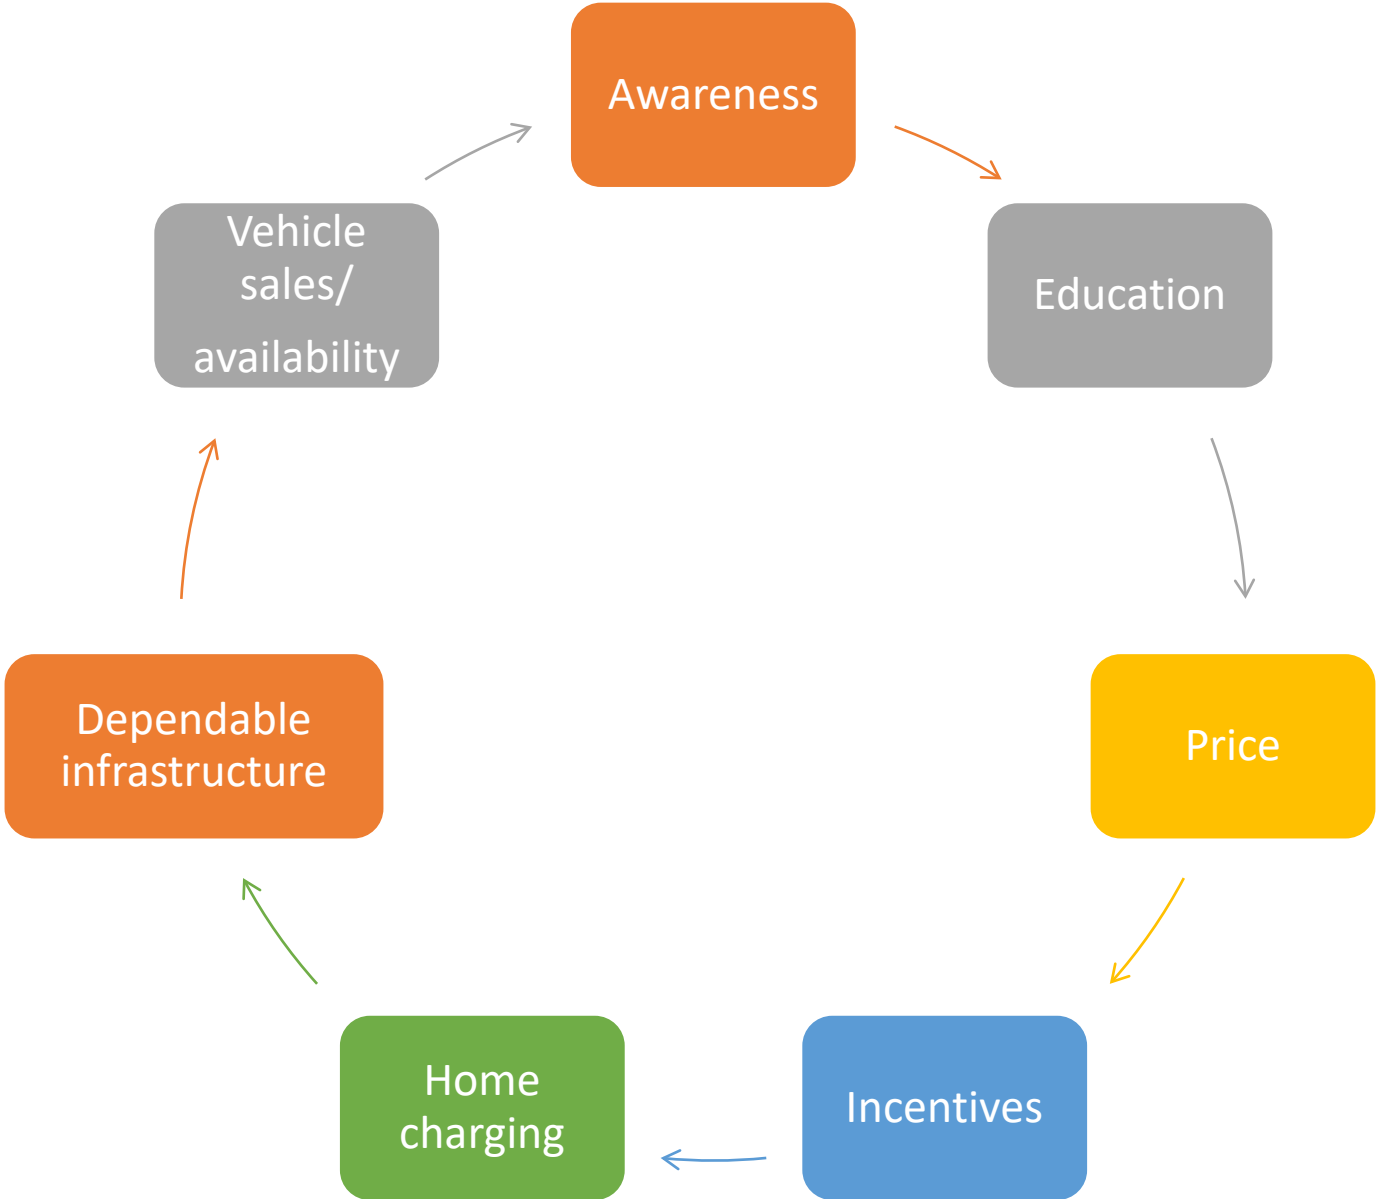 Awareness
Education
Price
Incentives
Home
charging
Dependable
infrastructure
Vehicle
sales/
availability